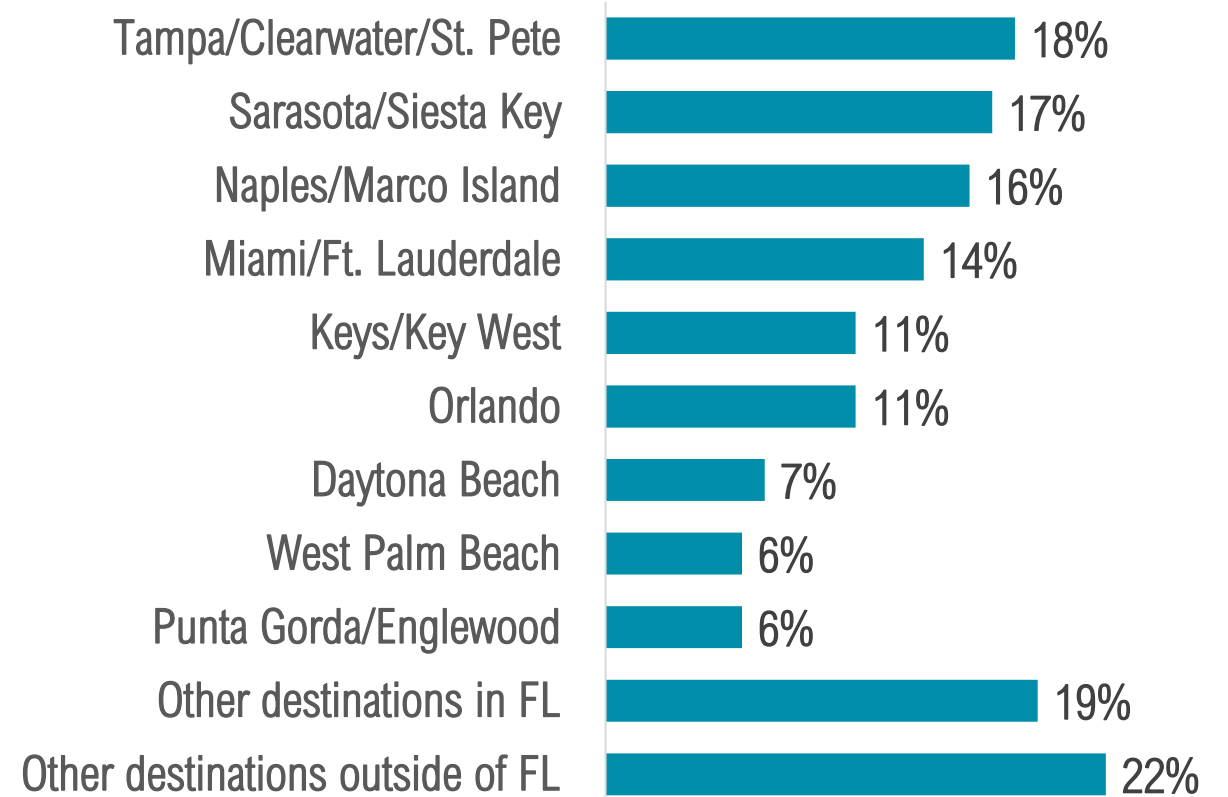 Tampa/Clearwater/St. Pete 18%
Sarasota/Siesta Key 17%
Naples/Marco Island 16%
Miami/Ft. Lauderdale 14%
Keys/Key West 11%
Orlando 11%
Daytona Beach 7%
West Palm Beach 6%
Punta Gorda/Englewood 6%
Other destinations in FL 19%
Other destinations outside of FL 22%